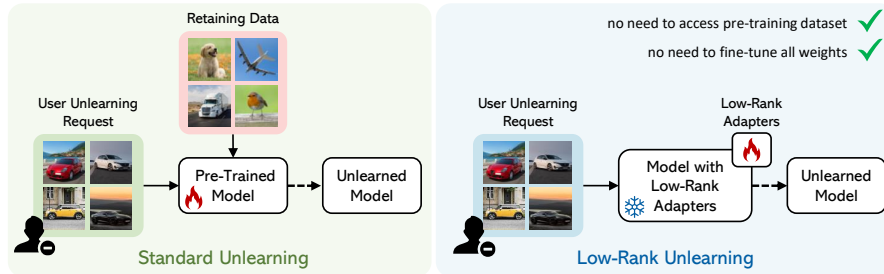 Retaining Data
User Unlearning
Request
Pre-Trained
Model
Unlearned
Model
Standard Unlearning
no need to access pre-training dataset
no need to fine-tune all weights
User Unlearning
Request
Low-Rank
Adapters
Model with
Low-Rank
Adapters
Unlearned
Model
Low-Rank Unlearning